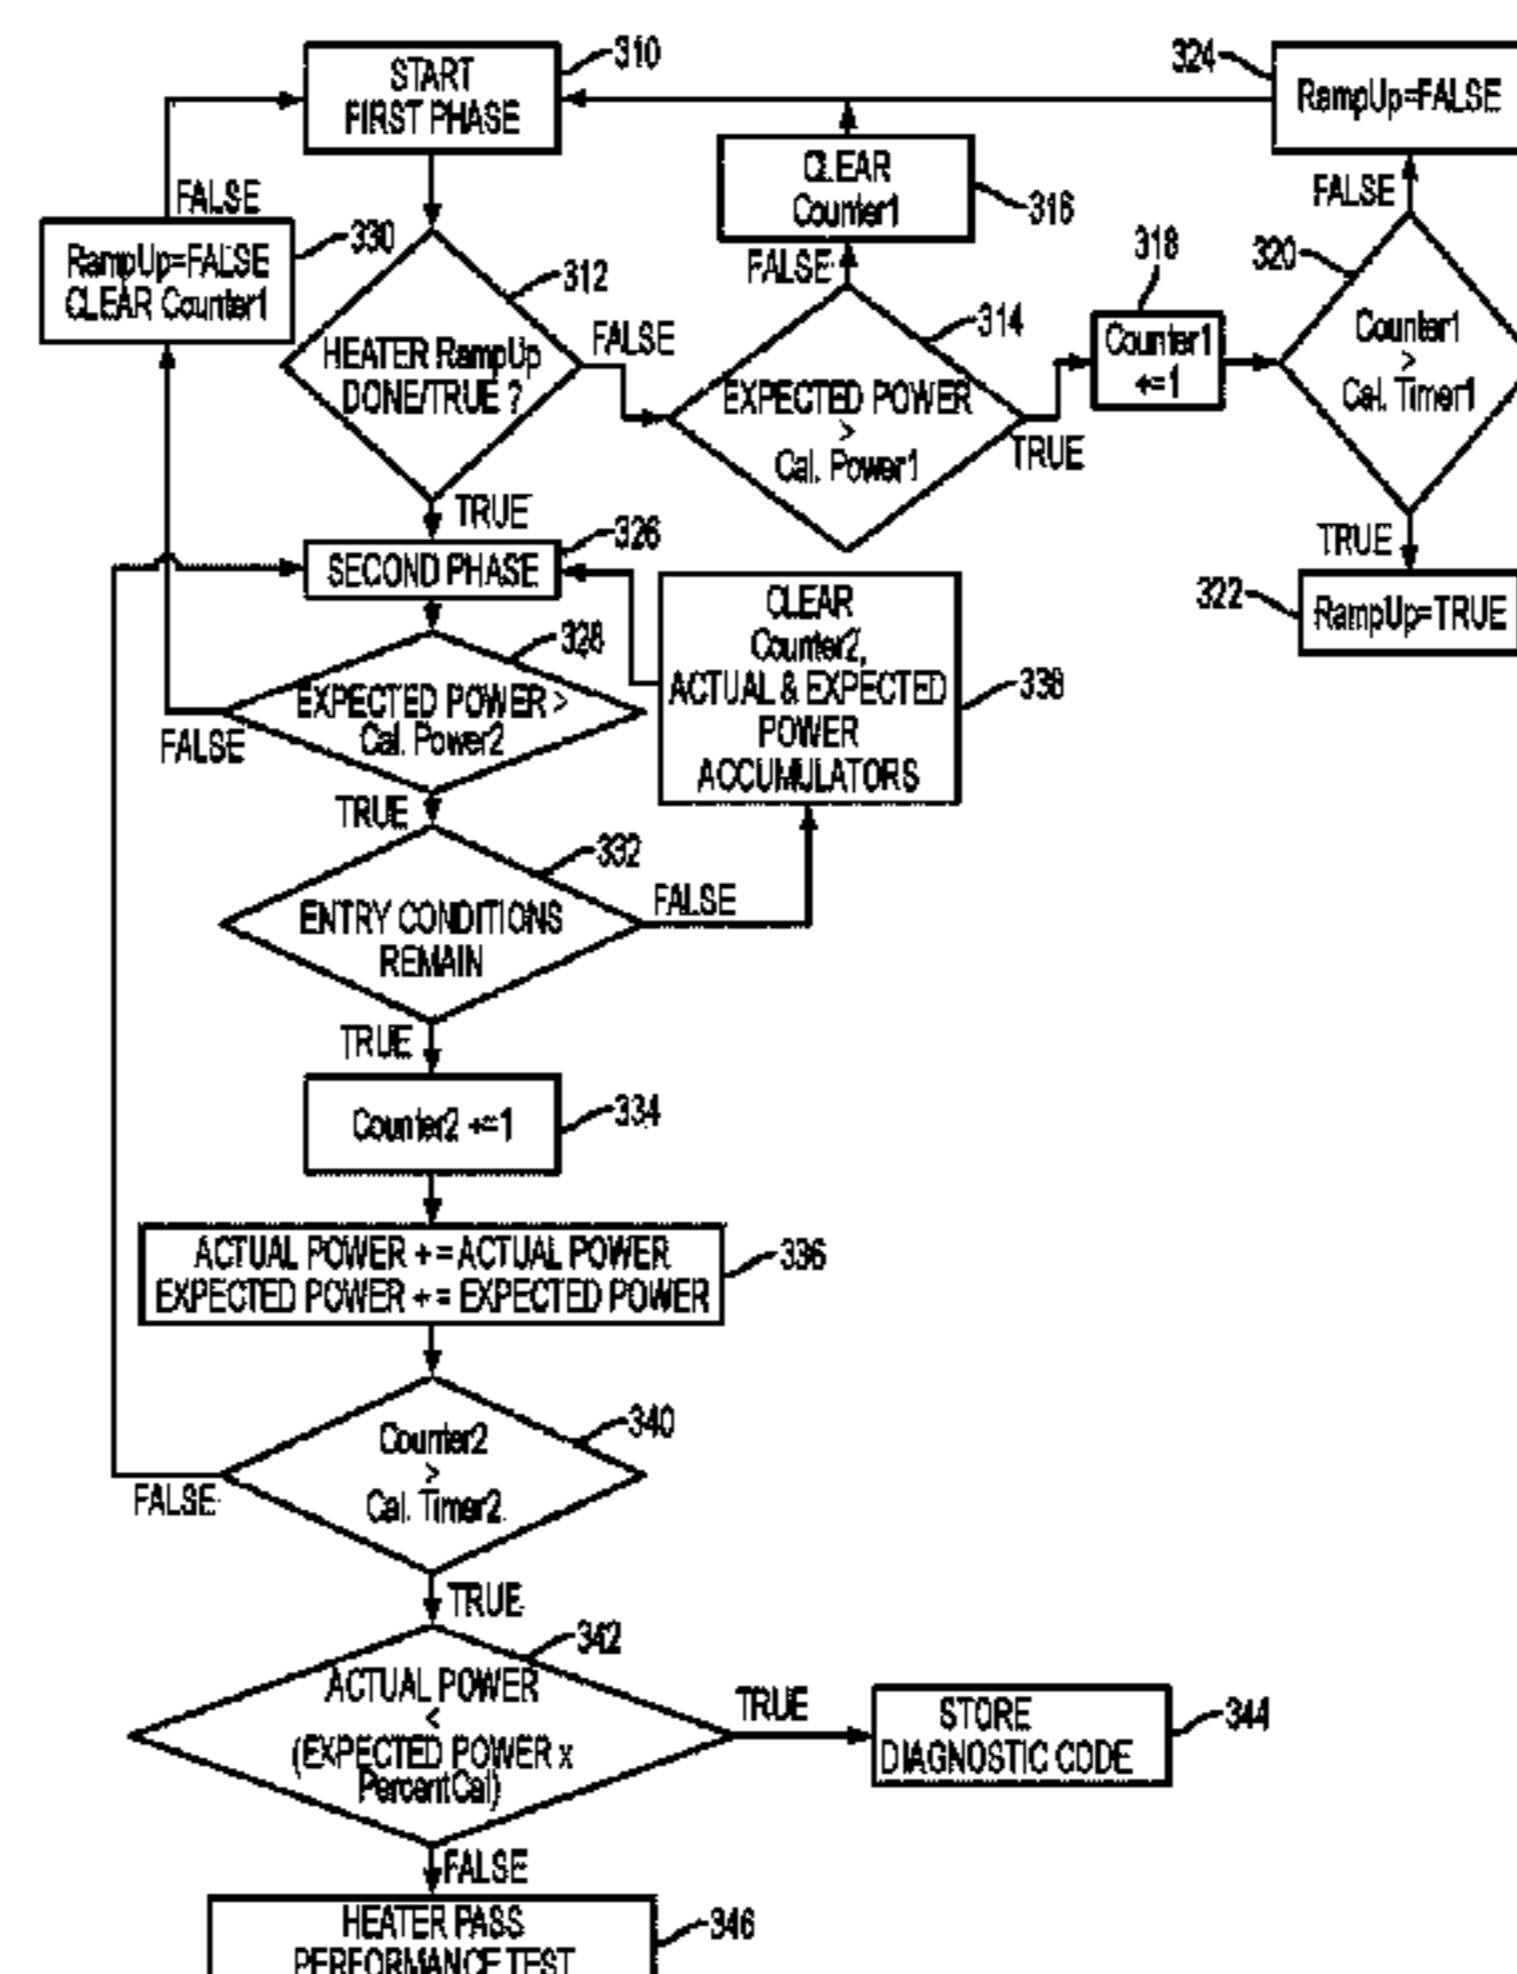 START
FIRST PHASE
310
324
RampUp=FALSE
CLEAR
Counter1
316
FALSE
FALSE
RampUp=FALSE
CLEAR Counter1
330
312
HEATER RampUp
DONE/TRUE ?
FALSE
FALSE
314
EXPECTED POWER
>
Cal. Power1
TRUE
318
Counter1
+=1
320
Counter1
>
Cal. Timer1
TRUE
322
RampUp=TRUE
TRUE
SECOND PHASE
326
328
EXPECTED POWER >
Cal. Power2
FALSE
CLEAR
Counter2,
ACTUAL & EXPECTED
POWER
ACCUMULATORS
338
TRUE
332
ENTRY CONDITIONS
REMAIN
FALSE
TRUE
Counter2 +=1
334
ACTUAL POWER + = ACTUAL POWER
EXPECTED POWER + = EXPECTED POWER
336
340
Counter2
>
Cal. Timer2
FALSE
TRUE
342
ACTUAL POWER
<
(EXPECTED POWER x
PercentCal)
TRUE
STORE
DIAGNOSTIC CODE
344
FALSE
HEATER PASS
PERFORMANCE TEST
346